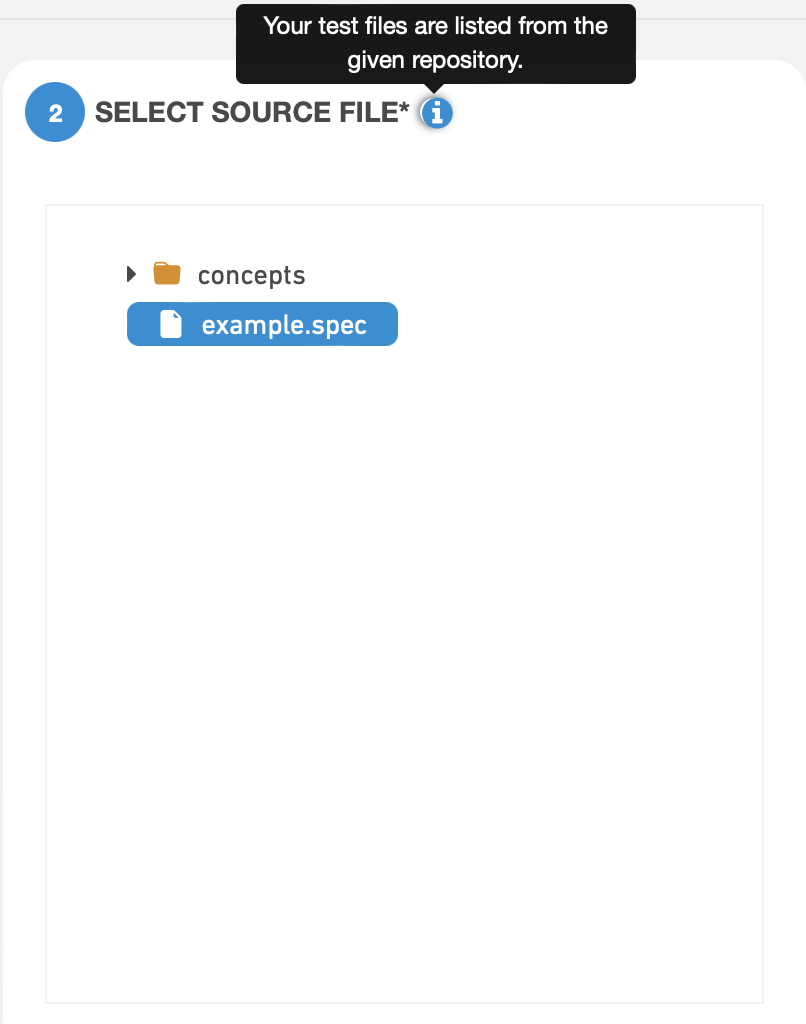 Your test files are listed from the
given repository.
2 SELECT SOURCE FILE*
concepts
example.spec